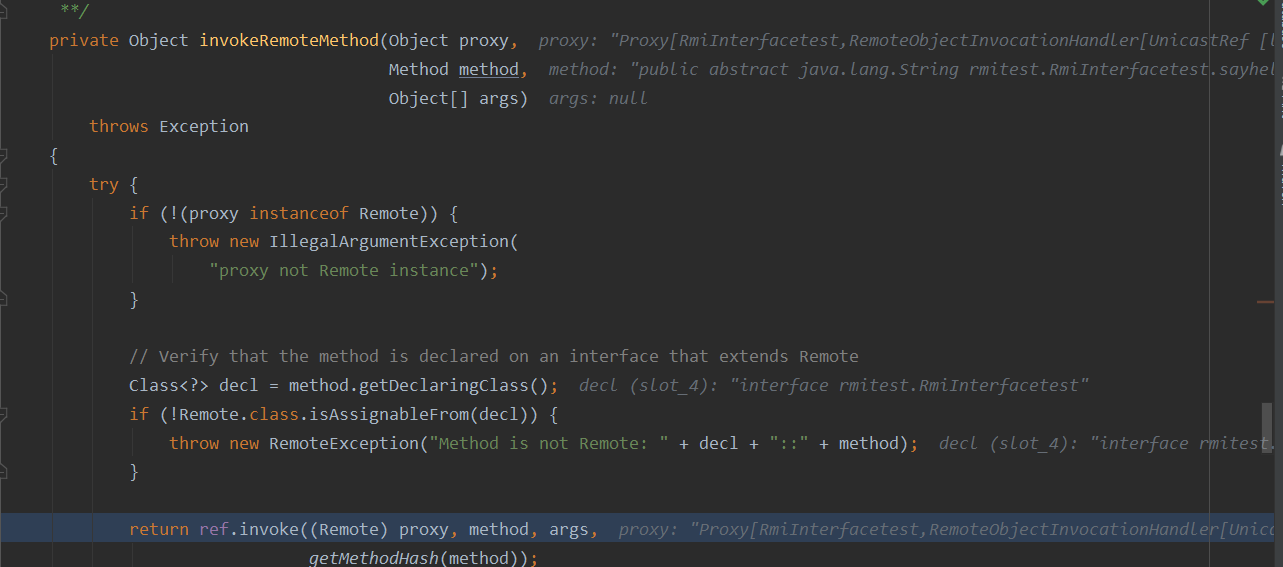 **/
private Object invokeRemoteMethod(Object proxy, proxy: "Proxy[RmiInterfacetest,RemoteObjectInvocationHandler[UnicastRef [l
Method method, method: "public abstract java.lang.String rmitest.RmiInterfacetest.sayhel
Object[] args) args: null
throws Exception
{
try {
if (!(proxy instanceof Remote)) {
throw new IllegalArgumentException(
"proxy not Remote instance");
}
// Verify that the method is declared on an interface that extends Remote
Class<?> decl = method.getDeclaringClass(); decl (slot_4): "interface rmitest.RmiInterfacetest"
if (!Remote.class.isAssignableFrom(decl)) {
throw new RemoteException("Method is not Remote: " + decl + "::" + method); decl (slot_4): "interface rmitest.
}
return ref.invoke((Remote) proxy, method, args, proxy: "Proxy[RmiInterfacetest,RemoteObjectInvocationHandler[Unica
getMethodHash(method));